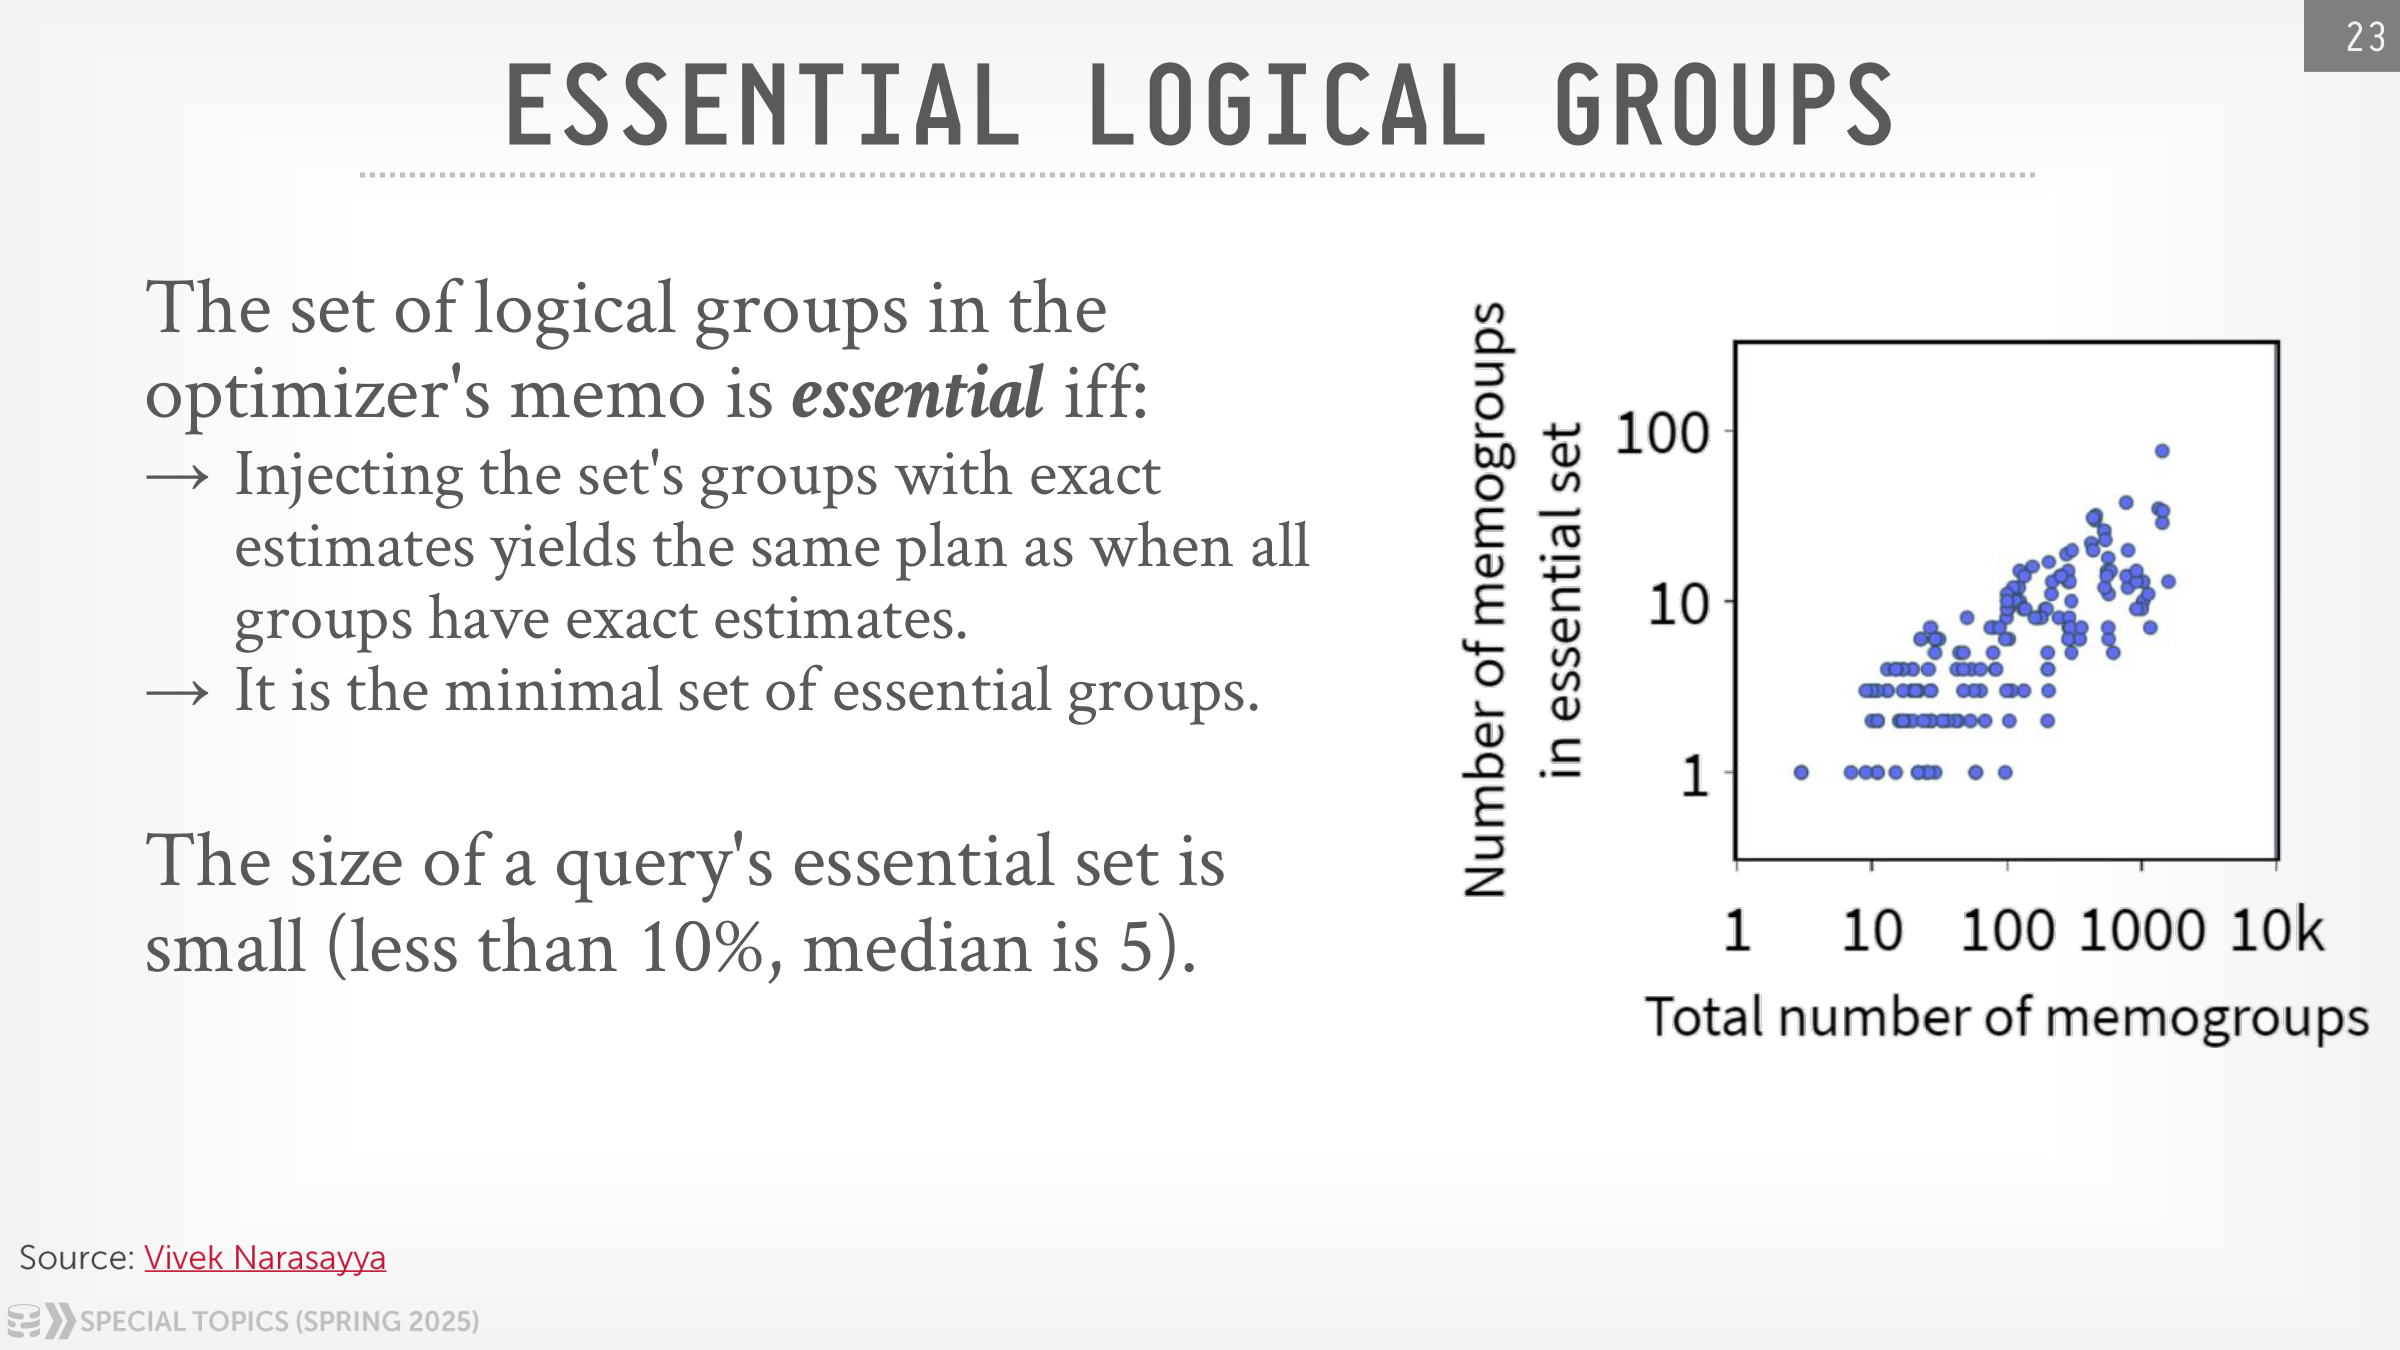 23
ESSENTIAL LOGICAL GROUPS
The set of logical groups in the
optimizer's memo is essential iff:
→ Injecting the set's groups with exact
estimates yields the same plan as when all
groups have exact estimates.
→ It is the minimal set of essential groups.
The size of a query's essential set is
small (less than 10%, median is 5).
Number of memogroups
in essential set
100
10
1
1 10 100 1000 10k
Total number of memogroups
Source: Vivek Narasayya
SPECIAL TOPICS (SPRING 2025)